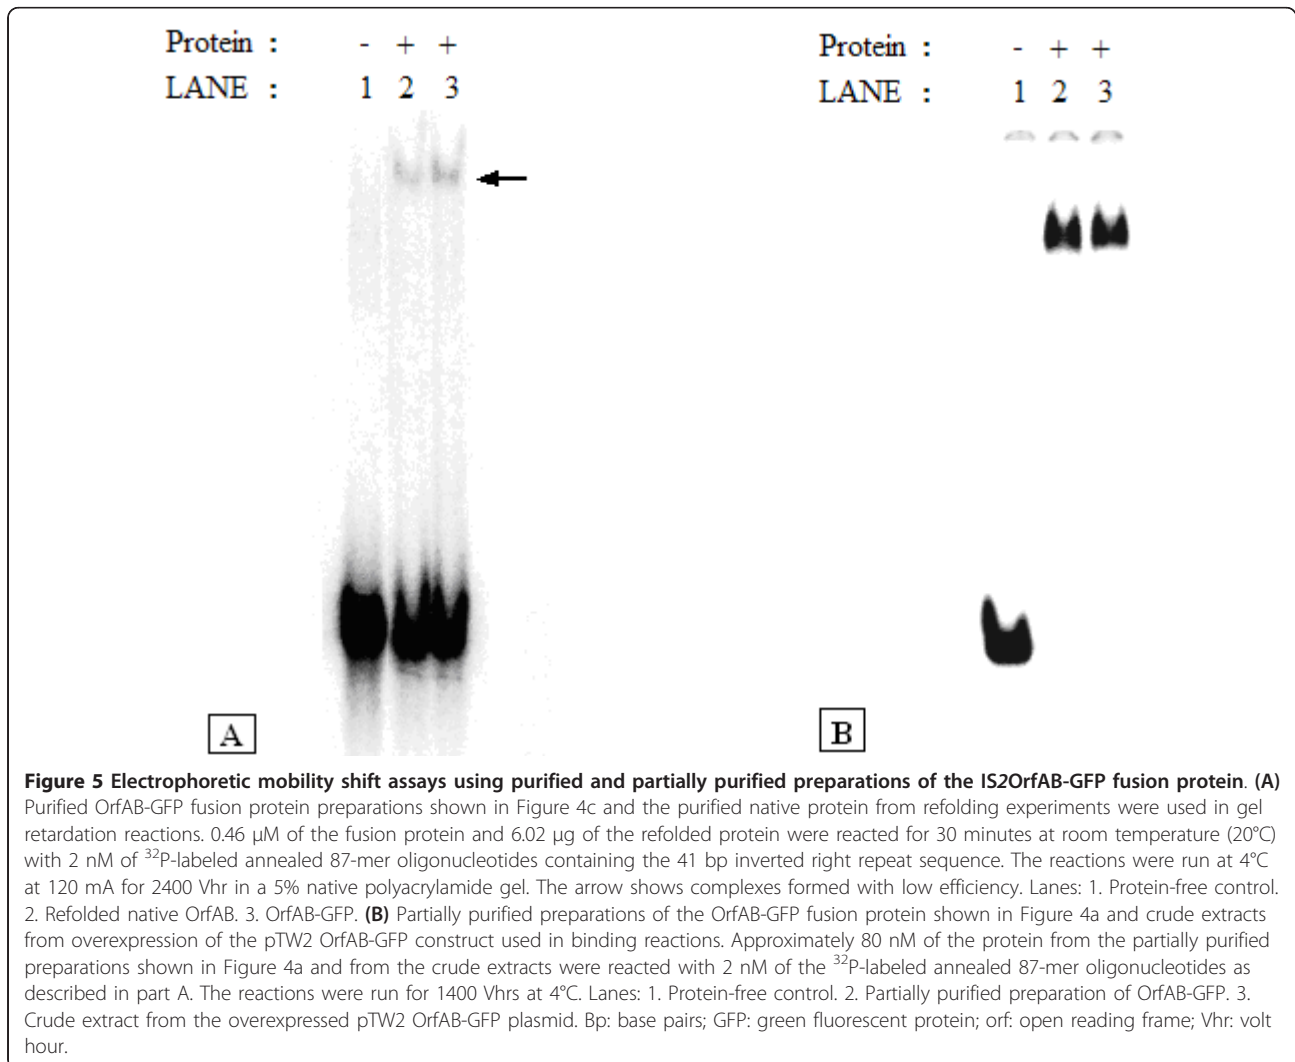 Protein : - + +
LANE : 1 2 3
Protein : - + +
LANE : 1 2 3
A
B
Figure 5 Electrophoretic mobility shift assays using purified and partially purified preparations of the IS2OrfAB-GFP fusion protein. (A)
Purified OrfAB-GFP fusion protein preparations shown in Figure 4c and the purified native protein from refolding experiments were used in gel
retardation reactions. 0.46 μM of the fusion protein and 6.02 μg of the refolded protein were reacted for 30 minutes at room temperature (20°C)
with 2 nM of ³²P-labeled annealed 87-mer oligonucleotides containing the 41 bp inverted right repeat sequence. The reactions were run at 4°C
at 120 mA for 2400 Vhr in a 5% native polyacrylamide gel. The arrow shows complexes formed with low efficiency. Lanes: 1. Protein-free control.
2. Refolded native OrfAB. 3. OrfAB-GFP. (B) Partially purified preparations of the OrfAB-GFP fusion protein shown in Figure 4a and crude extracts
from overexpression of the pTW2 OrfAB-GFP construct used in binding reactions. Approximately 80 nM of the protein from the partially purified
preparations shown in Figure 4a and from the crude extracts were reacted with 2 nM of the ³²P-labeled annealed 87-mer oligonucleotides as
described in part A. The reactions were run for 1400 Vhrs at 4°C. Lanes: 1. Protein-free control. 2. Partially purified preparation of OrfAB-GFP. 3.
Crude extract from the overexpressed pTW2 OrfAB-GFP plasmid. Bp: base pairs; GFP: green fluorescent protein; orf: open reading frame; Vhr: volt
hour.